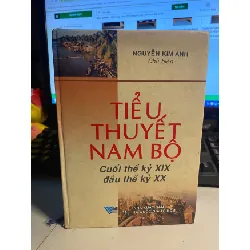 NGUYỄN KIM ANH
(Chủ biên)
TIỂU
THUYẾT
NAM BỘ
Cuối thế kỷ XIX
đầu thế kỷ XX